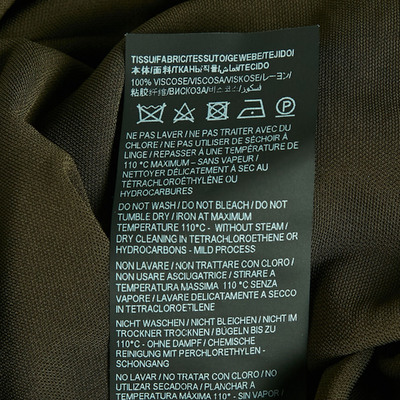 TISSU/FABRIC/TESSUTO/GEWEBE/TEJIDO/
本体/面料/ТКАНЬ/직물/قماش/TECIDO
100% VISCOSE/VISCOSA/VISKOSE/レーヨン/
粘胶纤维/ВИСКОЗА/비스코스/فسكوز
NE PAS LAVER / NE PAS TRAITER AVEC DU
CHLORE / NE PAS UTILISER DE SÉCHOIR À
LINGE / REPASSER À UNE TEMPÉRATURE DE
110 °C MAXIMUM – SANS VAPEUR /
NETTOYER DÉLICATEMENT À SEC AU
TÉTRACHLOROÉTHYLÈNE OU
HYDROCARBURES
DO NOT WASH / DO NOT BLEACH / DO NOT
TUMBLE DRY / IRON AT MAXIMUM
TEMPERATURE 110°C - WITHOUT STEAM /
DRY CLEANING IN TETRACHLOROETHENE OR
HYDROCARBONS - MILD PROCESS
NON LAVARE / NON TRATTARE CON CLORO /
NON USARE ASCIUGATRICE / STIRARE A
TEMPERATURA MASSIMA 110 °C SENZA
VAPORE / LAVARE DELICATAMENTE A SECCO
IN TETRACLOROETILENE
NICHT WASCHEN / NICHT BLEICHEN / NICHT IM
TROCKNER TROCKNEN / BÜGELN BIS ZU
110°C - OHNE DAMPF / CHEMISCHE
REINIGUNG MIT PERCHLORETHYLEN -
SCHONGANG
NO LAVAR / NO TRATAR CON CLORO / NO
UTILIZAR SECADORA / PLANCHAR A
TEMPERATURA MÁXIMA 110° - SIN VAPOR /